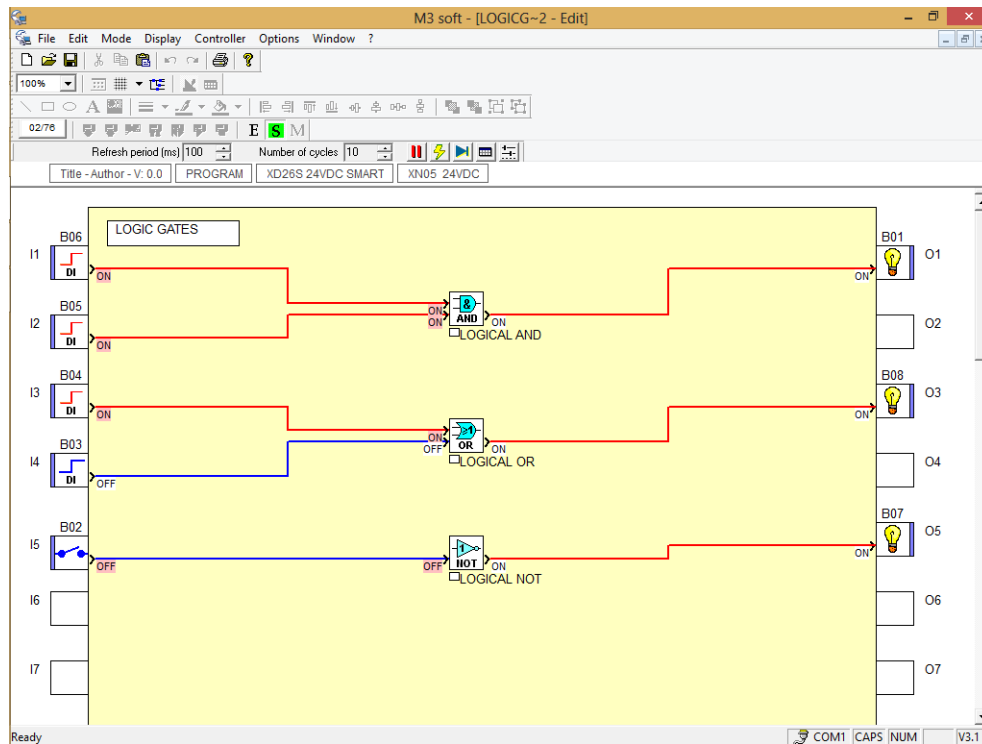 M3 soft - [LOGICG~2 - Edit]
File Edit Mode Display Controller Options Window ?
100%
A
02/76 E S M
Refresh period (ms) 100 Number of cycles 10
Title - Author - V: 0.0 PROGRAM XD26S 24VDC SMART XN05 24VDC
LOGIC GATES
B06 B01
I1 DI ON ON O1
ON & AND ON
ON
LOGICAL AND
B05
I2 DI ON O2
B04 B08
I3 DI ON ON O3
ON ≥1 OR ON
OFF
LOGICAL OR
B03
I4 DI OFF O4
B02 B07
I5 OFF OFF 1 NOT ON ON O5
LOGICAL NOT
I6 O6
I7 O7
Ready COM1 CAPS NUM V3.1